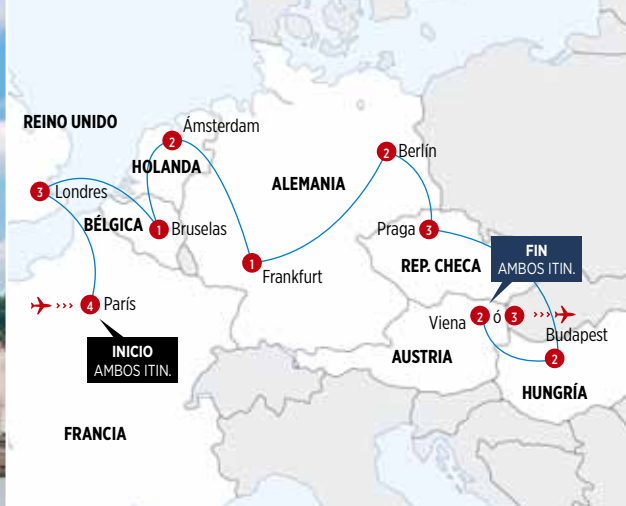 REINO UNIDO
Ámsterdam
2
HOLANDA
2 Berlín
ALEMANIA
3 Londres
BÉLGICA
1 Bruselas
Praga 3
FIN
AMBOS ITIN.
REP. CHECA
1
Frankfurt
4 París
Viena 2 ó 3
Budapest
2
INICIO
AMBOS ITIN.
AUSTRIA
HUNGRÍA
FRANCIA